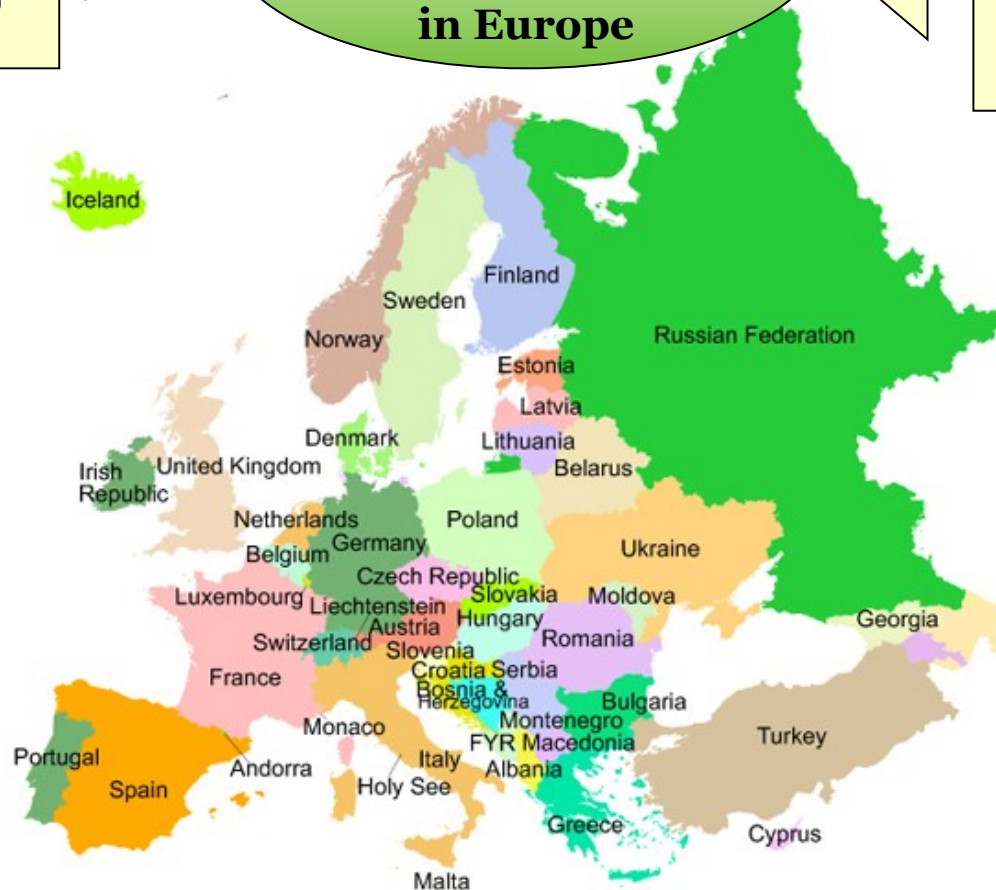 in Europe
Iceland
Finland
Sweden
Norway
Russian Federation
Estonia
Latvia
Denmark
Lithuania
United Kingdom
Irish
Republic
Belarus
Netherlands
Poland
Germany
Belgium
Ukraine
Czech Republic
Luxembourg
Slovakia
Moldova
Liechtenstein
Hungary
Georgia
Austria
Switzerland
Romania
Slovenia
Croatia
Serbia
France
Bosnia &
Herzegovina
Bulgaria
Montenegro
Monaco
Turkey
FYR Macedonia
Portugal
Italy
Andorra
Albania
Holy See
Spain
Greece
Cyprus
Malta